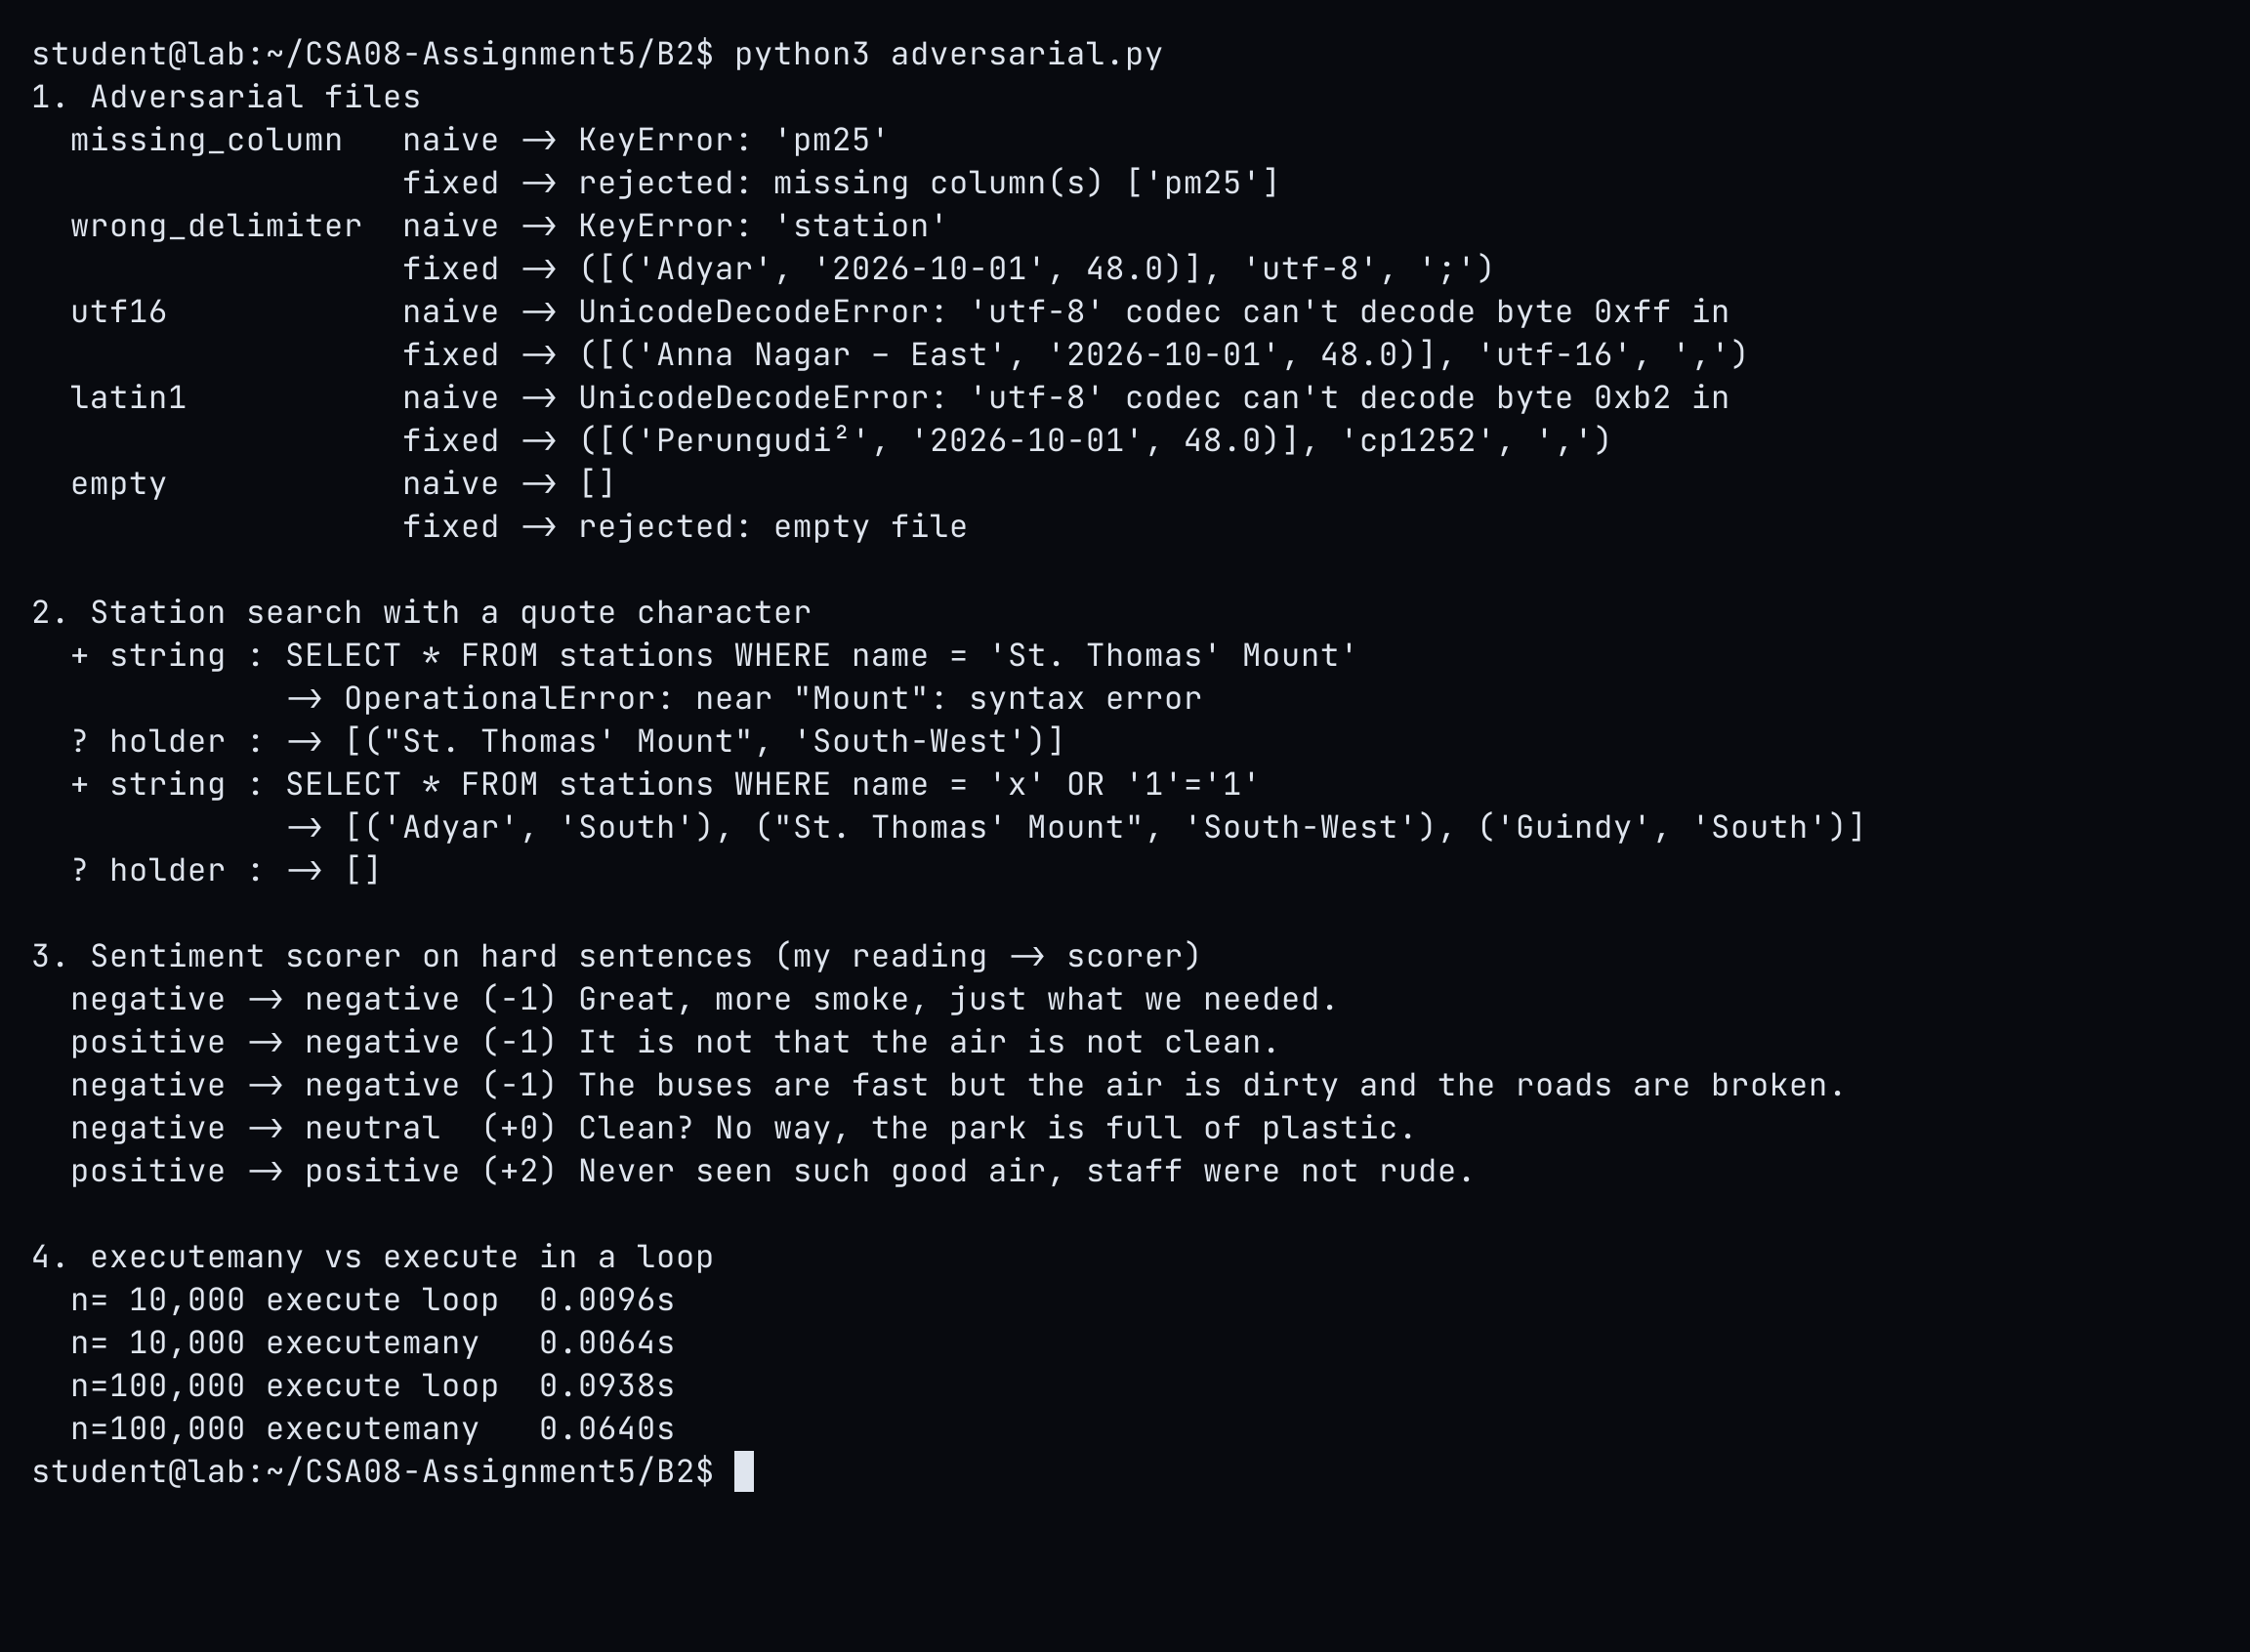 student@lab:~/CSA08-Assignment5/B2$ python3 adversarial.py
1. Adversarial files
  missing_column   naive -> KeyError: 'pm25'
                   fixed -> rejected: missing column(s) ['pm25']
  wrong_delimiter  naive -> KeyError: 'station'
                   fixed -> ([('Adyar', '2026-10-01', 48.0)], 'utf-8', ';')
  utf16            naive -> UnicodeDecodeError: 'utf-8' codec can't decode byte 0xff in
                   fixed -> ([('Anna Nagar – East', '2026-10-01', 48.0)], 'utf-16', ',')
  latin1           naive -> UnicodeDecodeError: 'utf-8' codec can't decode byte 0xb2 in
                   fixed -> ([('Perungudi²', '2026-10-01', 48.0)], 'cp1252', ',')
  empty            naive -> []
                   fixed -> rejected: empty file

2. Station search with a quote character
  + string : SELECT * FROM stations WHERE name = 'St. Thomas' Mount'
             -> OperationalError: near "Mount": syntax error
  ? holder : -> [("St. Thomas' Mount", 'South-West')]
  + string : SELECT * FROM stations WHERE name = 'x' OR '1'='1'
             -> [('Adyar', 'South'), ("St. Thomas' Mount", 'South-West'), ('Guindy', 'South')]
  ? holder : -> []

3. Sentiment scorer on hard sentences (my reading -> scorer)
  negative -> negative (-1) Great, more smoke, just what we needed.
  positive -> negative (-1) It is not that the air is not clean.
  negative -> negative (-1) The buses are fast but the air is dirty and the roads are broken.
  negative -> neutral  (+0) Clean? No way, the park is full of plastic.
  positive -> positive (+2) Never seen such good air, staff were not rude.

4. executemany vs execute in a loop
  n= 10,000 execute loop  0.0096s
  n= 10,000 executemany   0.0064s
  n=100,000 execute loop  0.0938s
  n=100,000 executemany   0.0640s
student@lab:~/CSA08-Assignment5/B2$